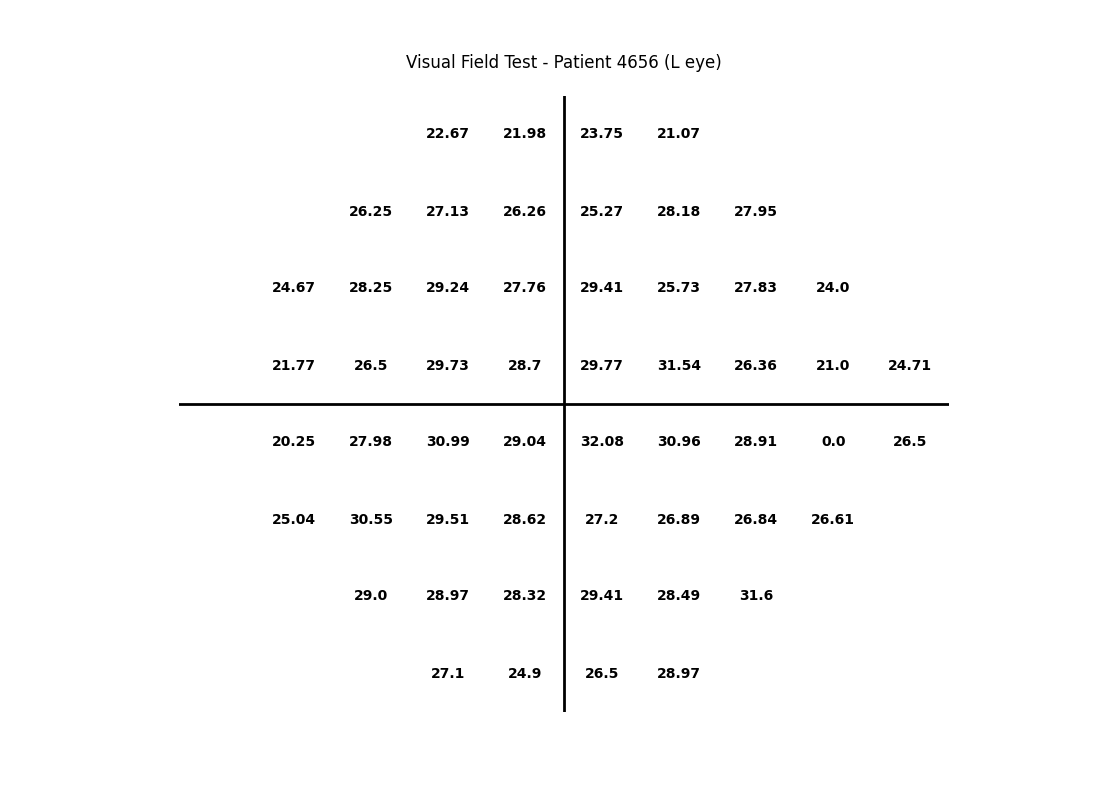 Visual Field Test - Patient 4656 (L eye)
22.67 21.98 23.75 21.07
26.25 27.13 26.26 25.27 28.18 27.95
24.67 28.25 29.24 27.76 29.41 25.73 27.83 24.0
21.77 26.5 29.73 28.7 29.77 31.54 26.36 21.0 24.71
20.25 27.98 30.99 29.04 32.08 30.96 28.91 0.0 26.5
25.04 30.55 29.51 28.62 27.2 26.89 26.84 26.61
29.0 28.97 28.32 29.41 28.49 31.6
27.1 24.9 26.5 28.97